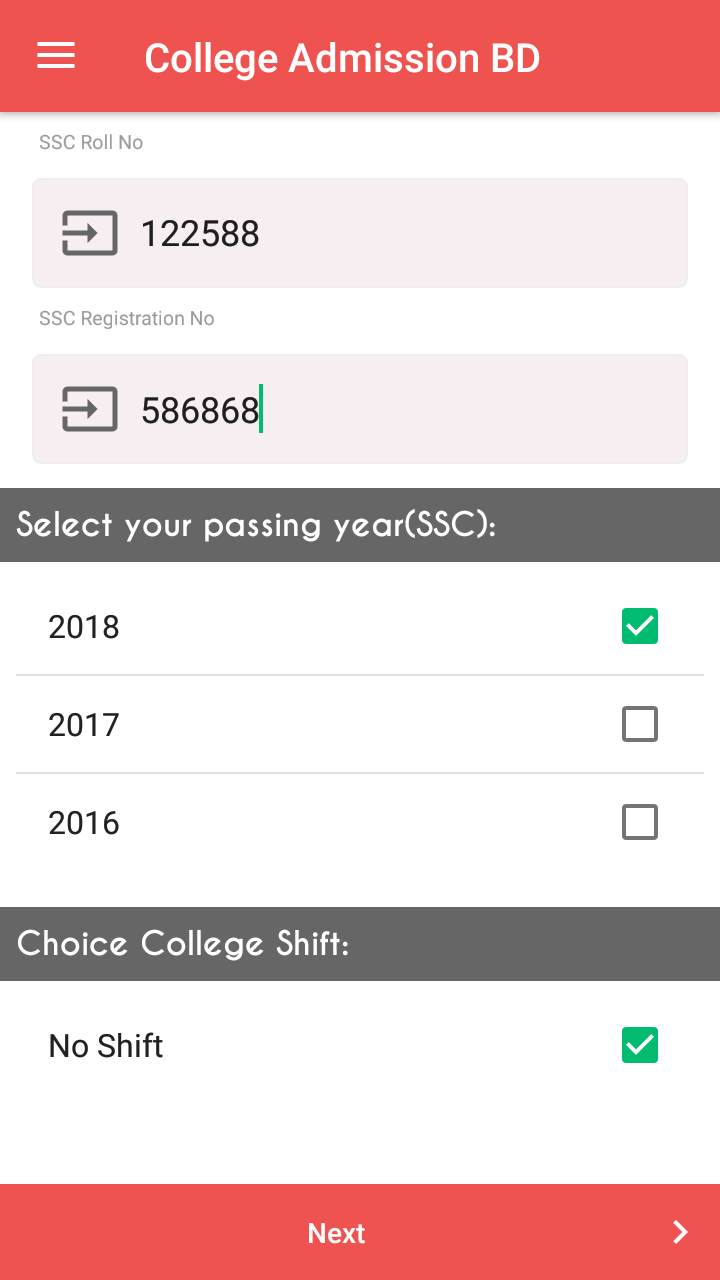 College Admission BD
SSC Roll No
122588
SSC Registration No
586868
Select your passing year(SSC):
2018
2017
2016
Choice College Shift:
No Shift
Next